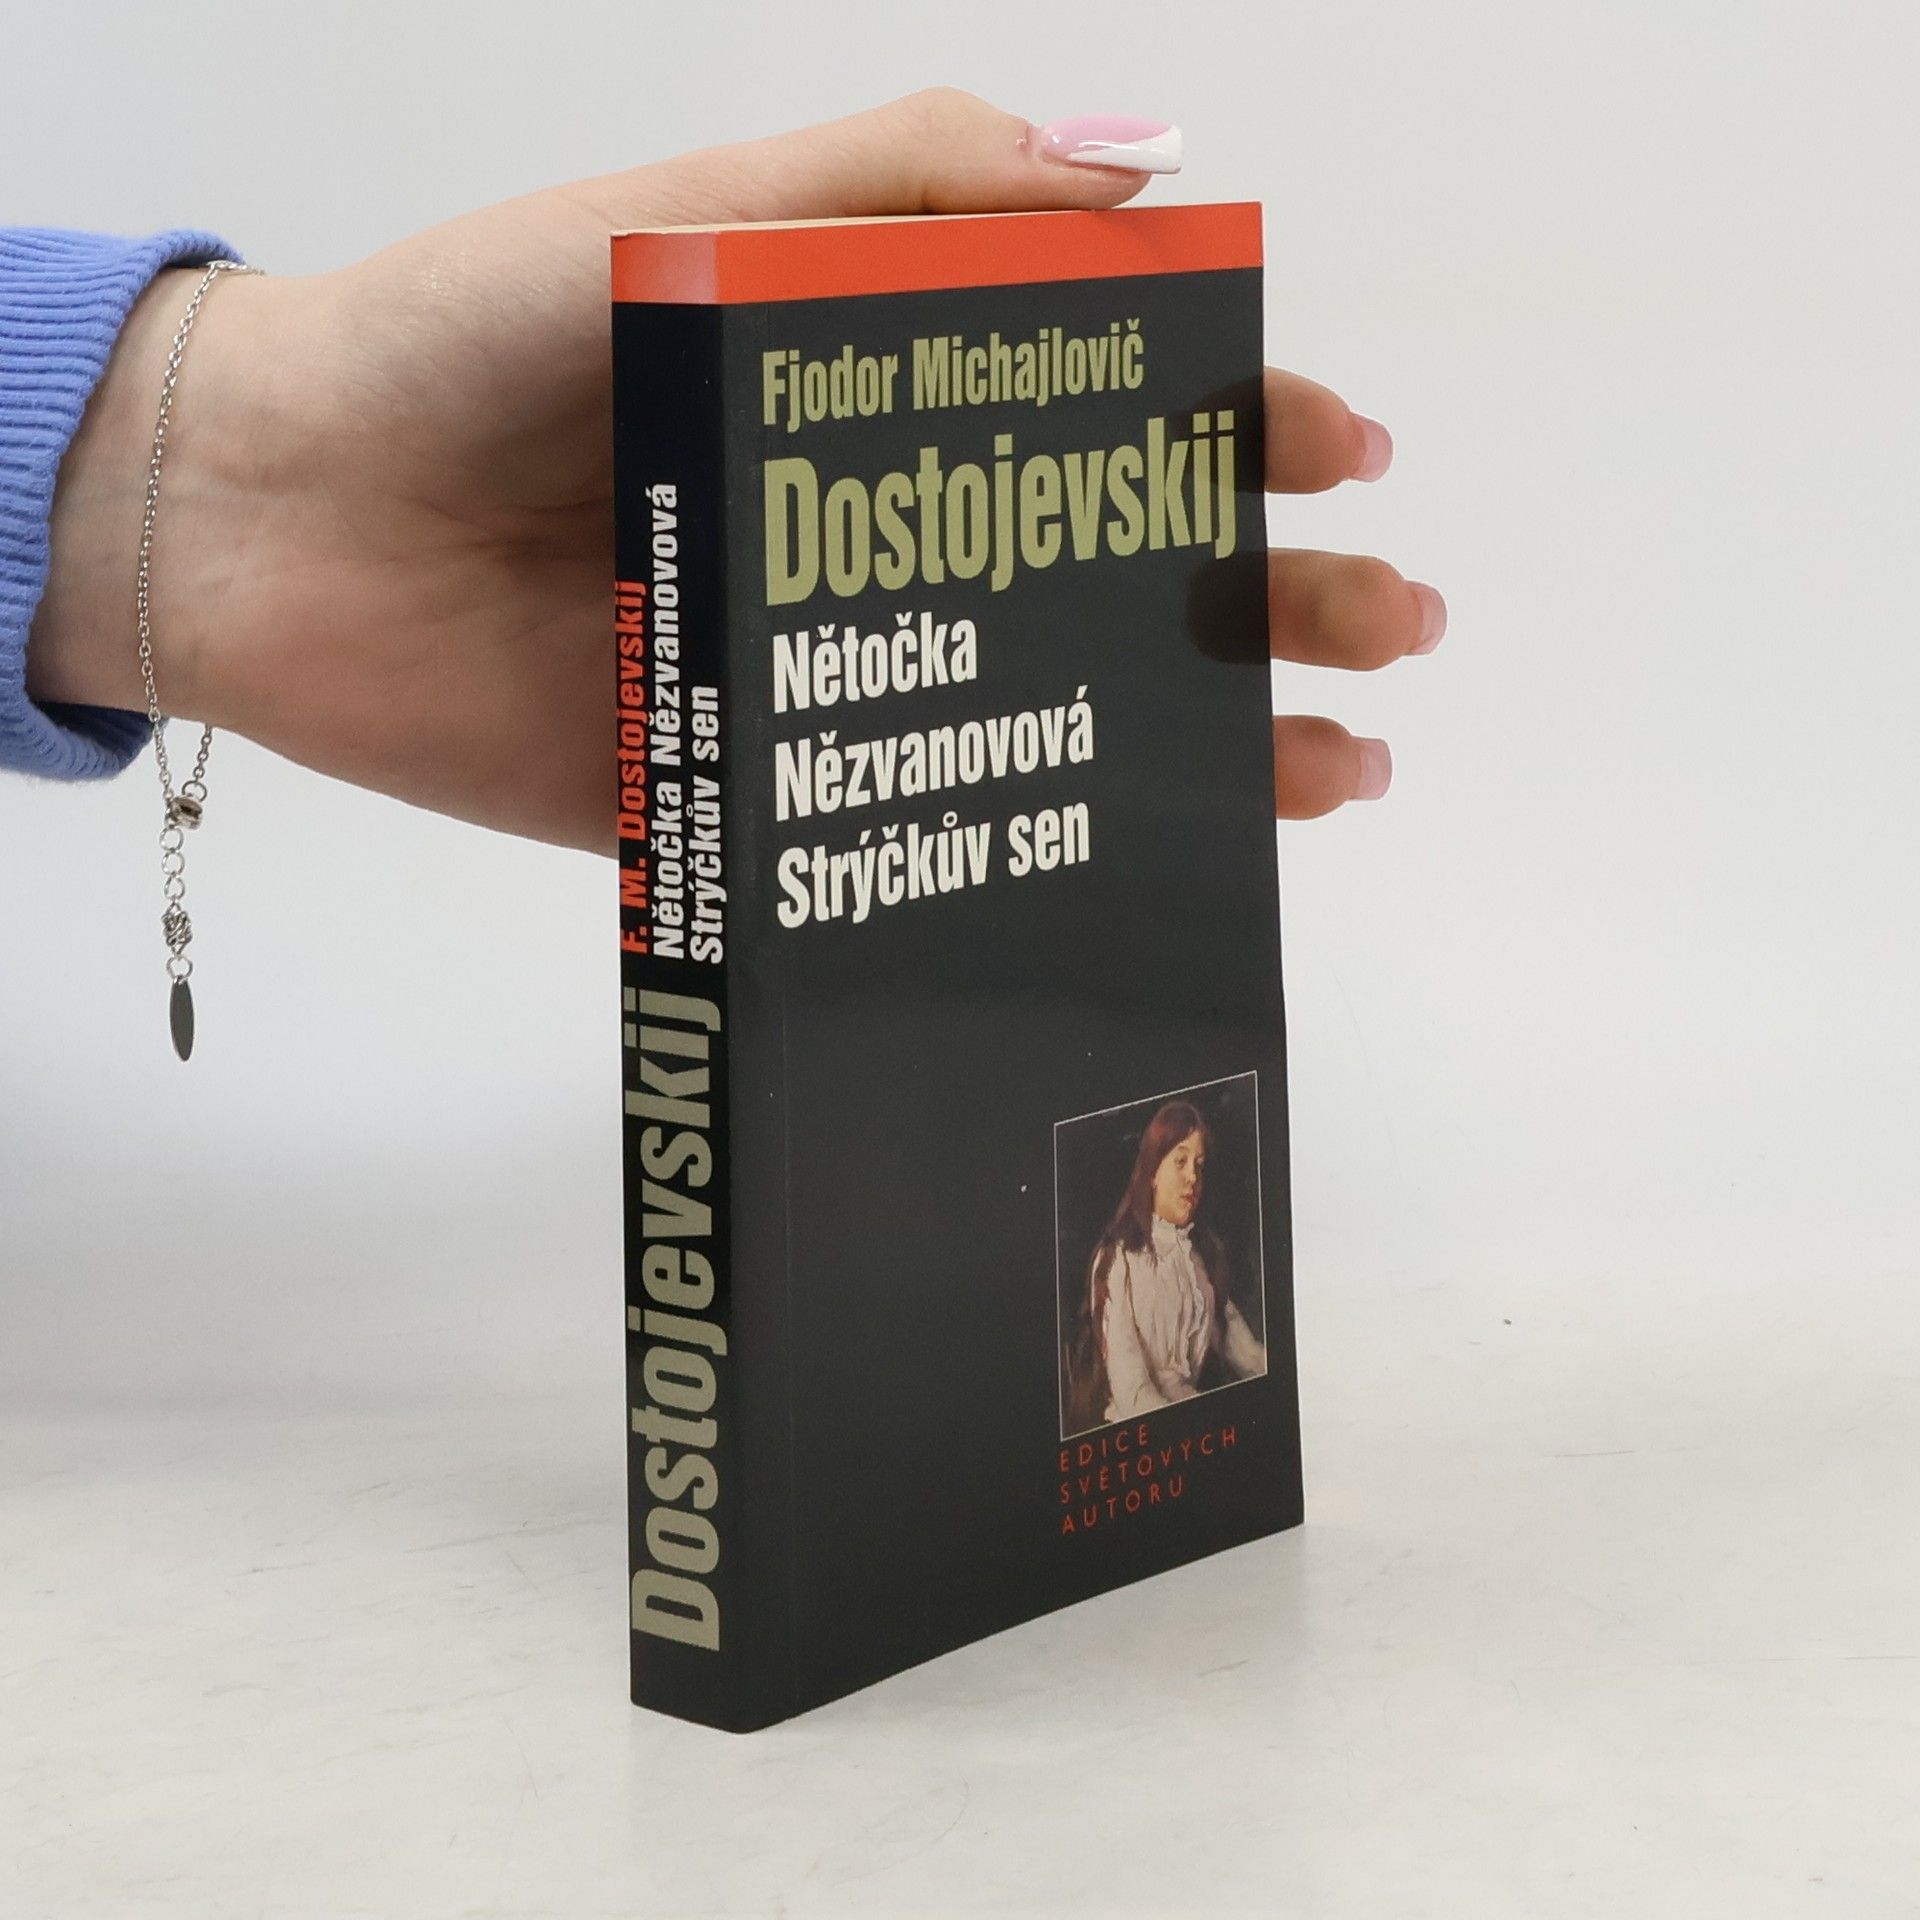 Fjodor Michajlovič
Dostojevskij
Nětočka
Nězvanovová
Strýčkův sen
EDICE
SVĚTOVÝCH
AUTORŮ
F. M. Dostojevskij
Nětočka Nězvanovová
Strýčkův sen
Dostojevskij